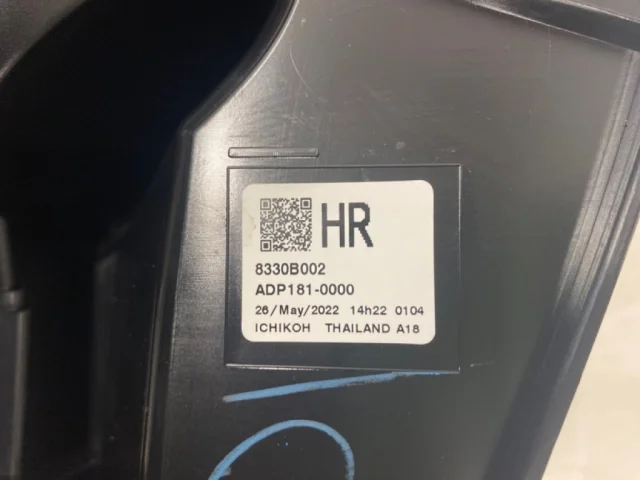 HR
8330B002
ADP181-0000
26/May/2022 14h22 0104
ICHIKOH THAILAND A18